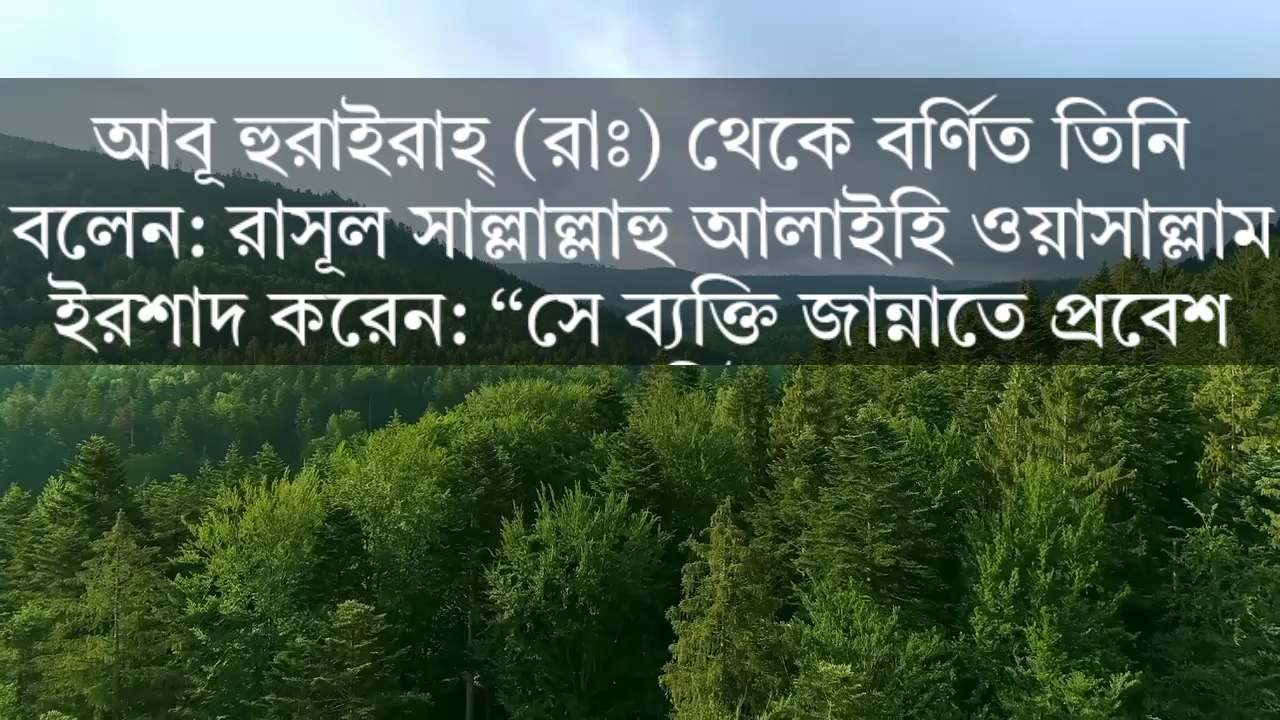 আবূ হুরাইরাহ্ (রাঃ) থেকে বর্ণিত তিনি
বলেন: রাসূল সাল্লাল্লাহু আলাইহি ওয়াসাল্লাম
ইরশাদ করেন: “সে ব্যক্তি জান্নাতে প্রবেশ